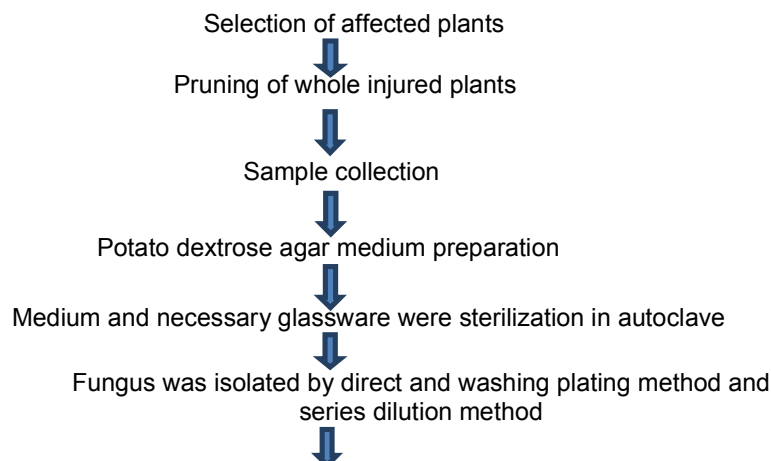 Selection of affected plants
Pruning of whole injured plants
Sample collection
Potato dextrose agar medium preparation
Medium and necessary glassware were sterilization in autoclave
Fungus was isolated by direct and washing plating method and
series dilution method